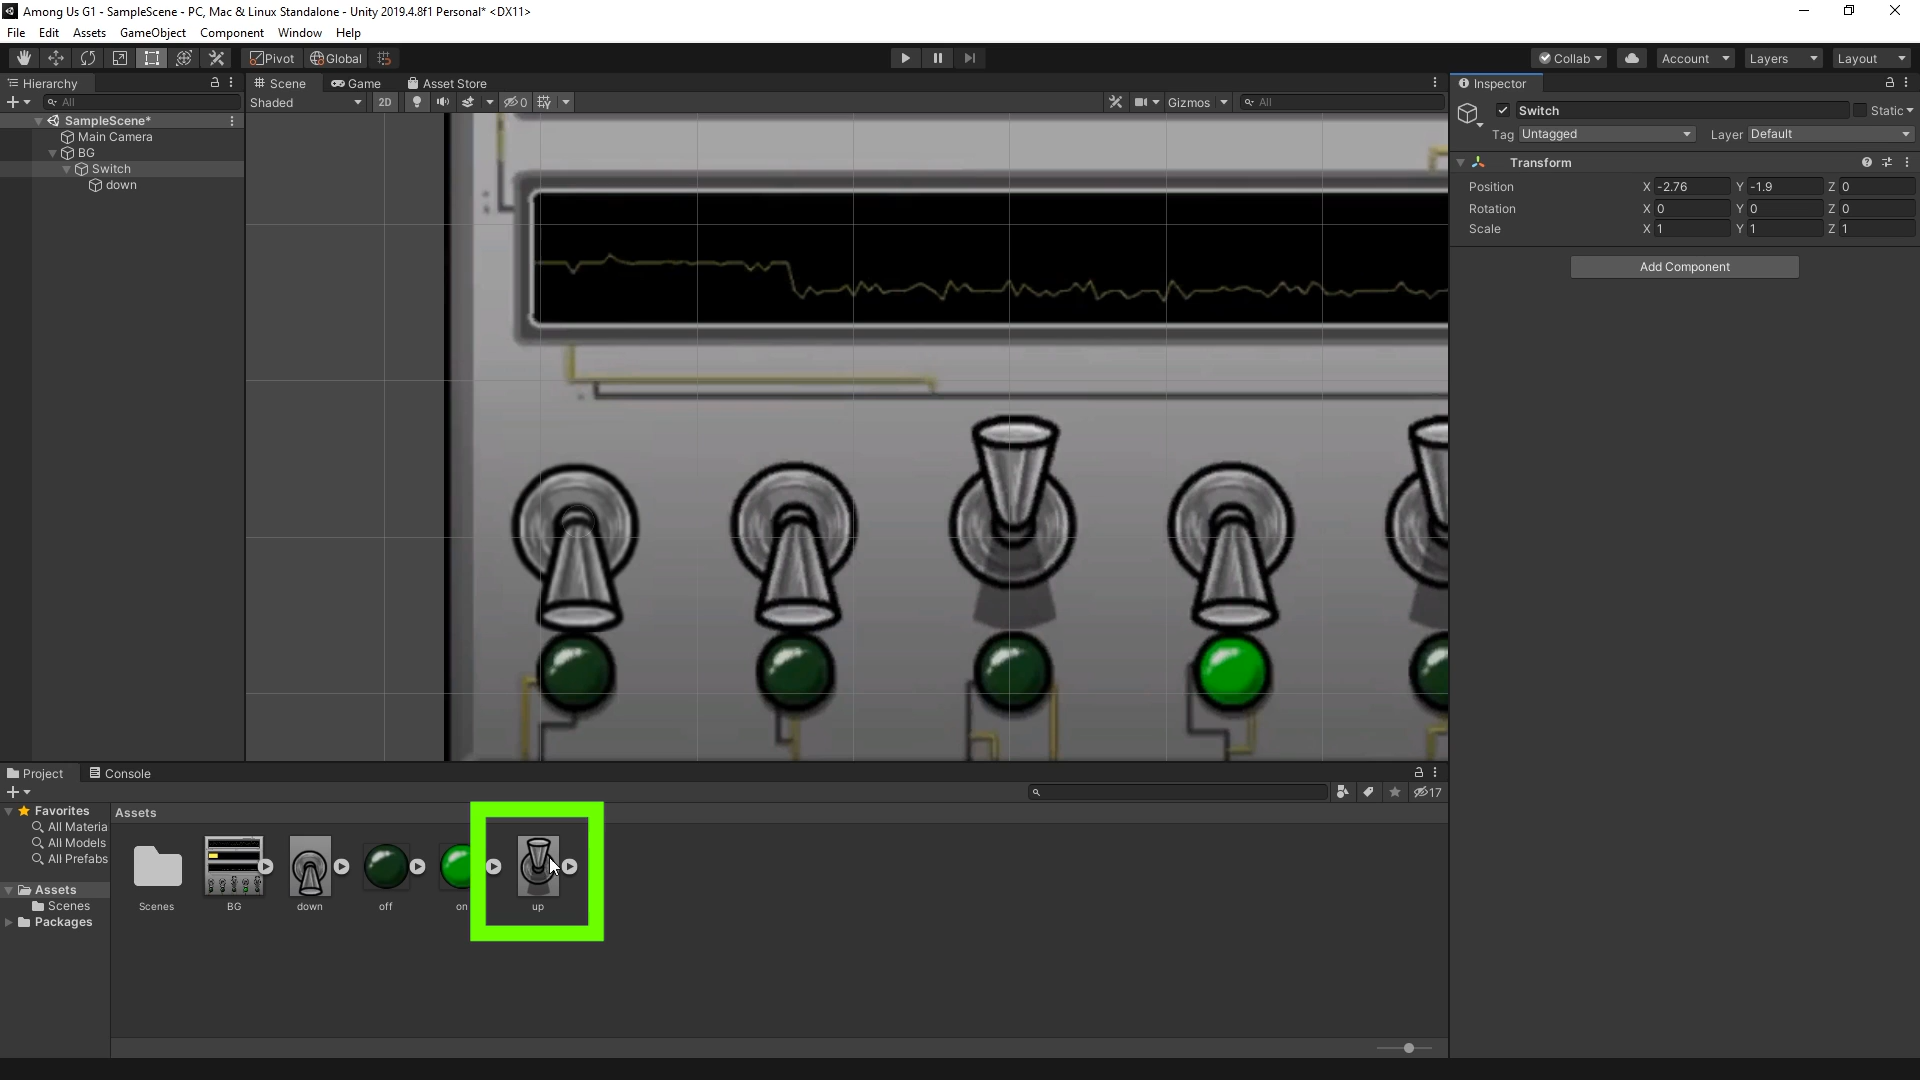 Among Us G1 - SampleScene - PC, Mac & Linux Standalone - Unity 2019.4.8f1 Personal* <DX11>
File Edit Assets GameObject Component Window Help
Pivot Global Collab Account Layers Layout
Hierarchy
All
SampleScene*
Main Camera
BG
Switch
down
Scene Game Asset Store
Shaded 2D 0 Gizmos All
Inspector
Switch Static
Tag Untagged Layer Default
Transform
Position X -2.76 Y -1.9 Z 0
Rotation X 0 Y 0 Z 0
Scale X 1 Y 1 Z 1
Add Component
Project Console
17
Favorites
All Materia
All Models
All Prefabs
Assets
Scenes
Packages
Assets
Scenes BG down off on up